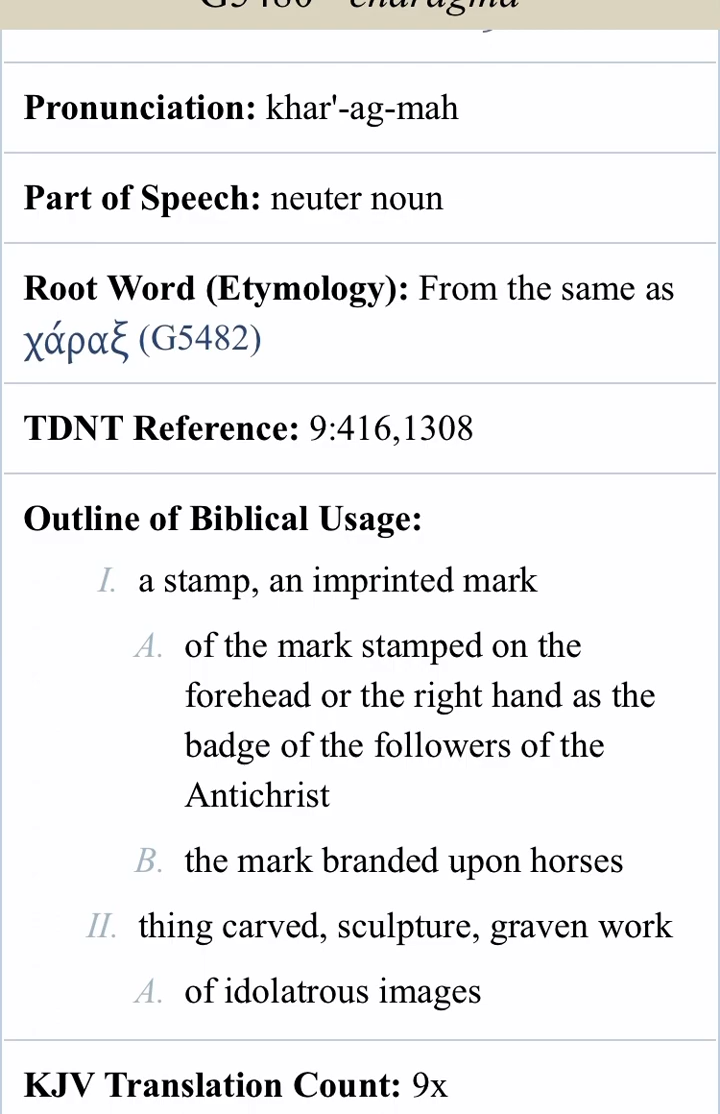 G5480 charagma
Pronunciation: khar'-ag-mah
Part of Speech: neuter noun
Root Word (Etymology): From the same as
χάραξ (G5482)
TDNT Reference: 9:416,1308
Outline of Biblical Usage:
I. a stamp, an imprinted mark
A. of the mark stamped on the
forehead or the right hand as the
badge of the followers of the
Antichrist
B. the mark branded upon horses
II. thing carved, sculpture, graven work
A. of idolatrous images
KJV Translation Count: 9x